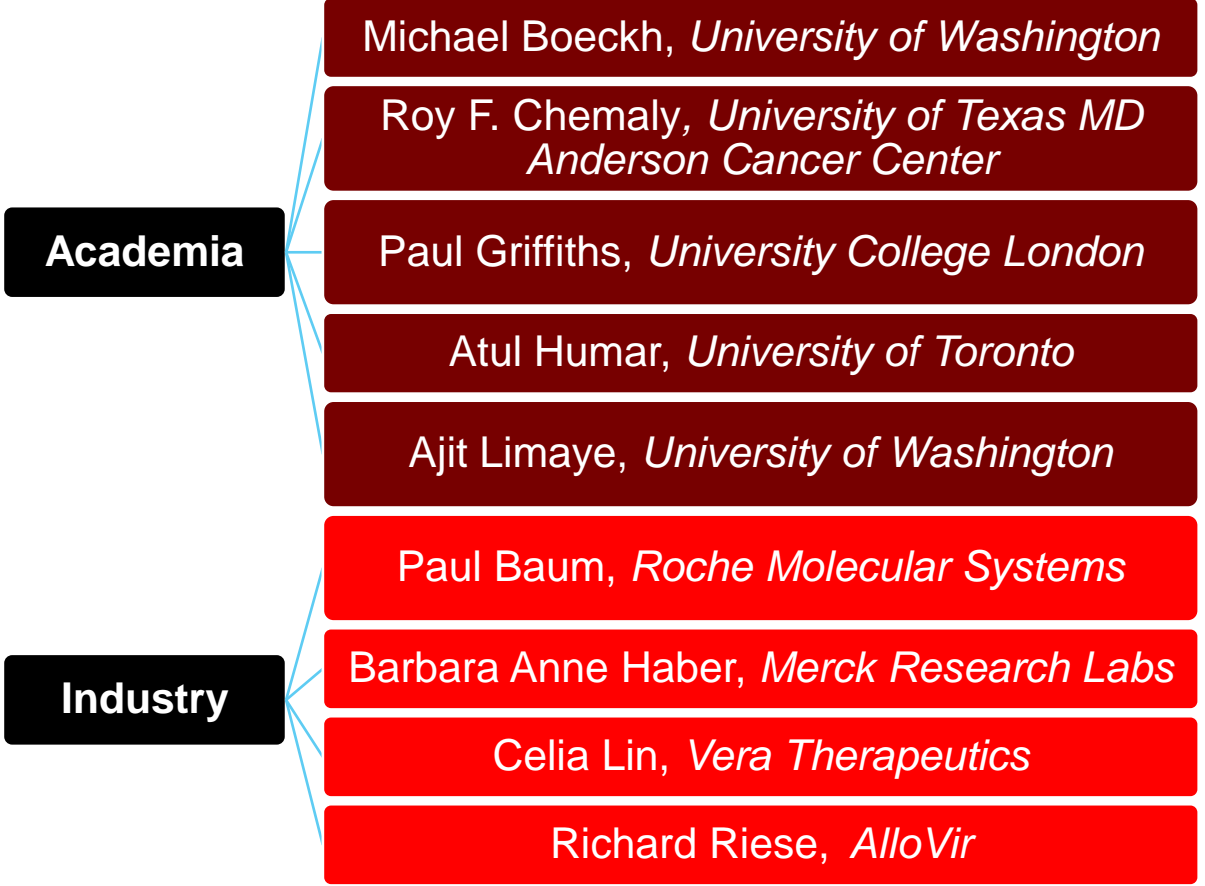 Academia
Michael Boeckh, University of Washington
Roy F. Chemaly, University of Texas MD
Anderson Cancer Center
Paul Griffiths, University College London
Atul Humar, University of Toronto
Ajit Limaye, University of Washington
Industry
Paul Baum, Roche Molecular Systems
Barbara Anne Haber, Merck Research Labs
Celia Lin, Vera Therapeutics
Richard Riese, AlloVir